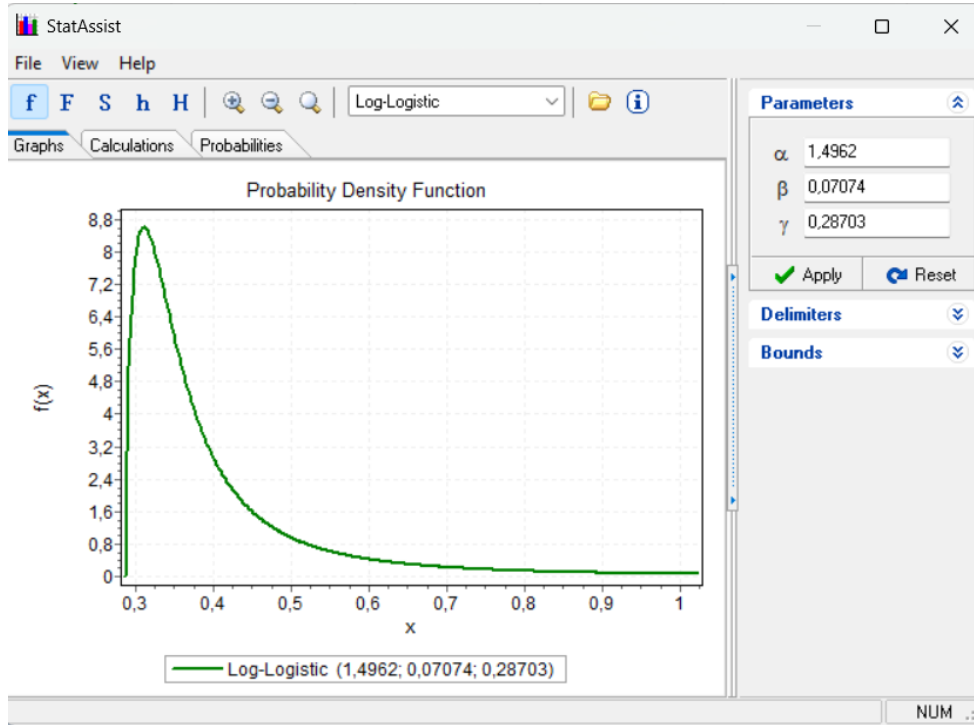 StatAssist
File View Help
f F S h H Log-Logistic
Parameters
Graphs Calculations Probabilities
α 1,4962
β 0,07074
γ 0,28703
Apply Reset
Delimiters
Bounds
Probability Density Function
f(x)
8,8
8
7,2
6,4
5,6
4,8
4
3,2
2,4
1,6
0,8
0
0,3 0,4 0,5 0,6 0,7 0,8 0,9 1
x
Log-Logistic (1,4962; 0,07074; 0,28703)
NUM